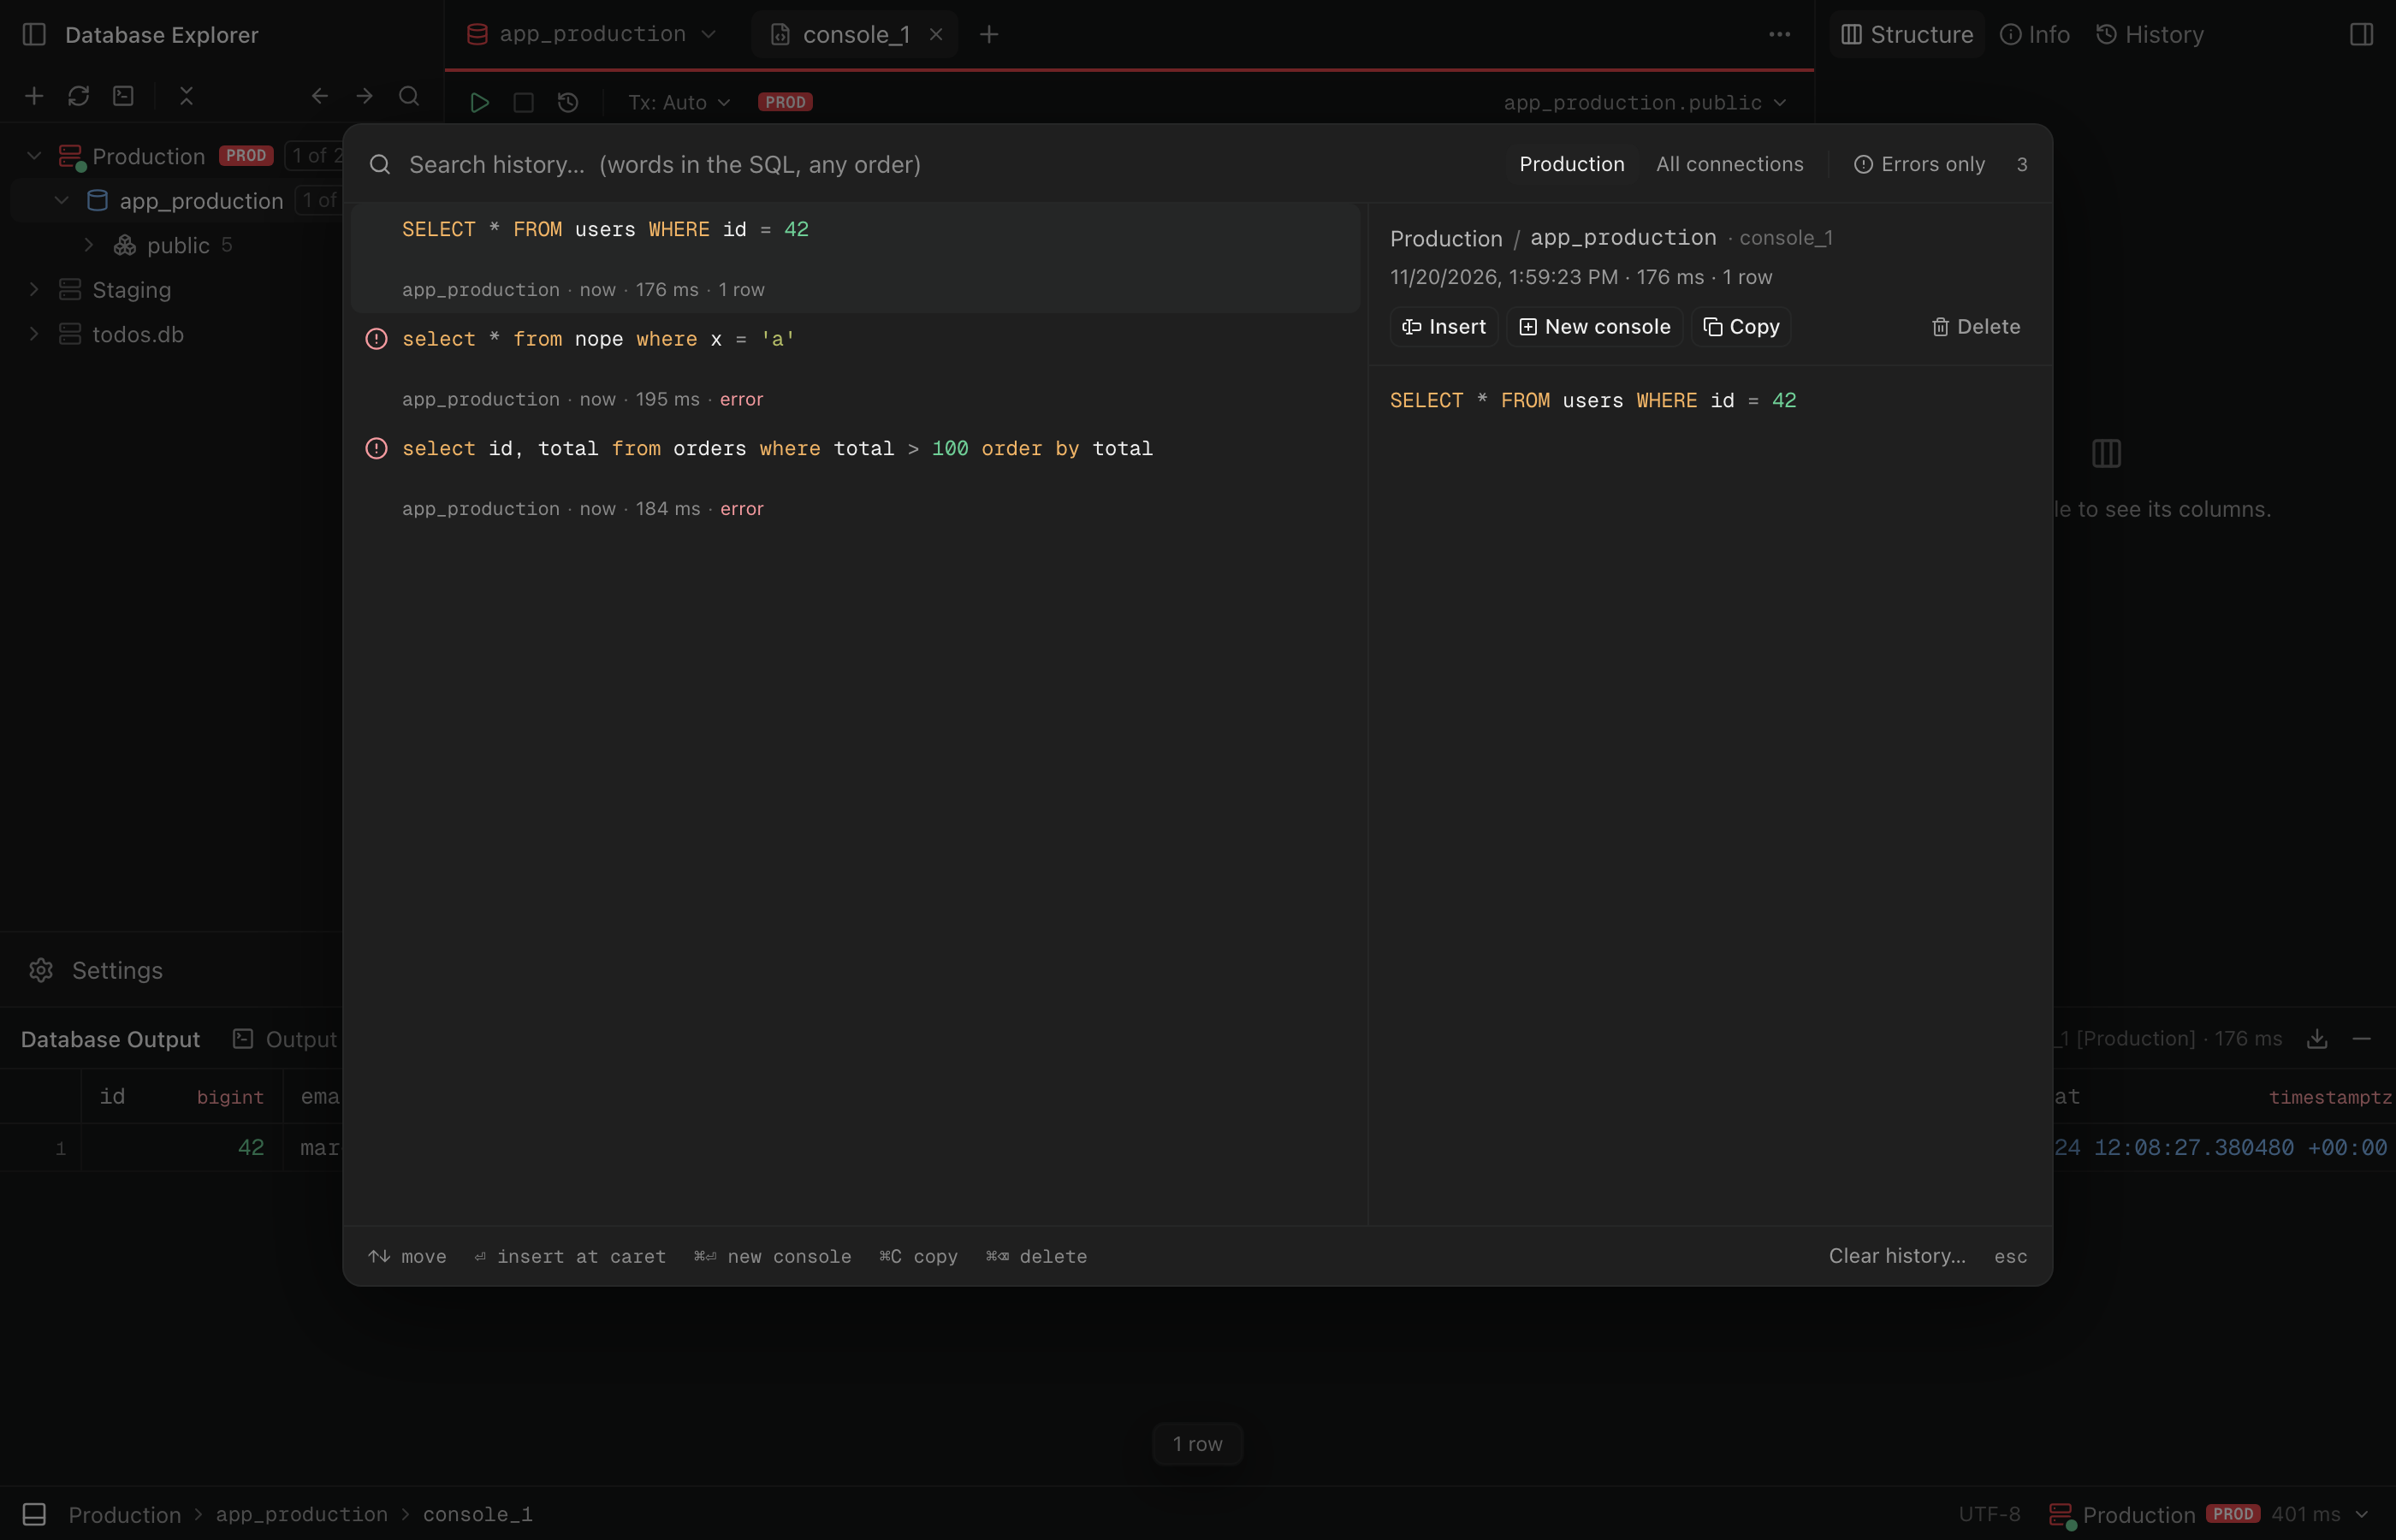 Database Explorer
app_production
console_1
Structure
Info
History
Tx: Auto
PROD
app_production.public
Production PROD 1 of 2
app_production 1 of
public 5
Staging
todos.db
Settings
Search history... (words in the SQL, any order)
Production
All connections
Errors only
3
SELECT * FROM users WHERE id = 42
app_production · now · 176 ms · 1 row
select * from nope where x = 'a'
app_production · now · 195 ms · error
select id, total from orders where total > 100 order by total
app_production · now · 184 ms · error
Production / app_production · console_1
11/20/2026, 1:59:23 PM · 176 ms · 1 row
Insert
New console
Copy
Delete
SELECT * FROM users WHERE id = 42
le to see its columns.
↑↓ move ⏎ insert at caret ⌘⏎ new console ⌘C copy ⌘⌫ delete
Clear history... esc
Database Output
Output
_1 [Production] · 176 ms
id bigint ema
at timestamptz
1 42 mar
24 12:08:27.380480 +00:00
1 row
Production > app_production > console_1
UTF-8
Production PROD 401 ms